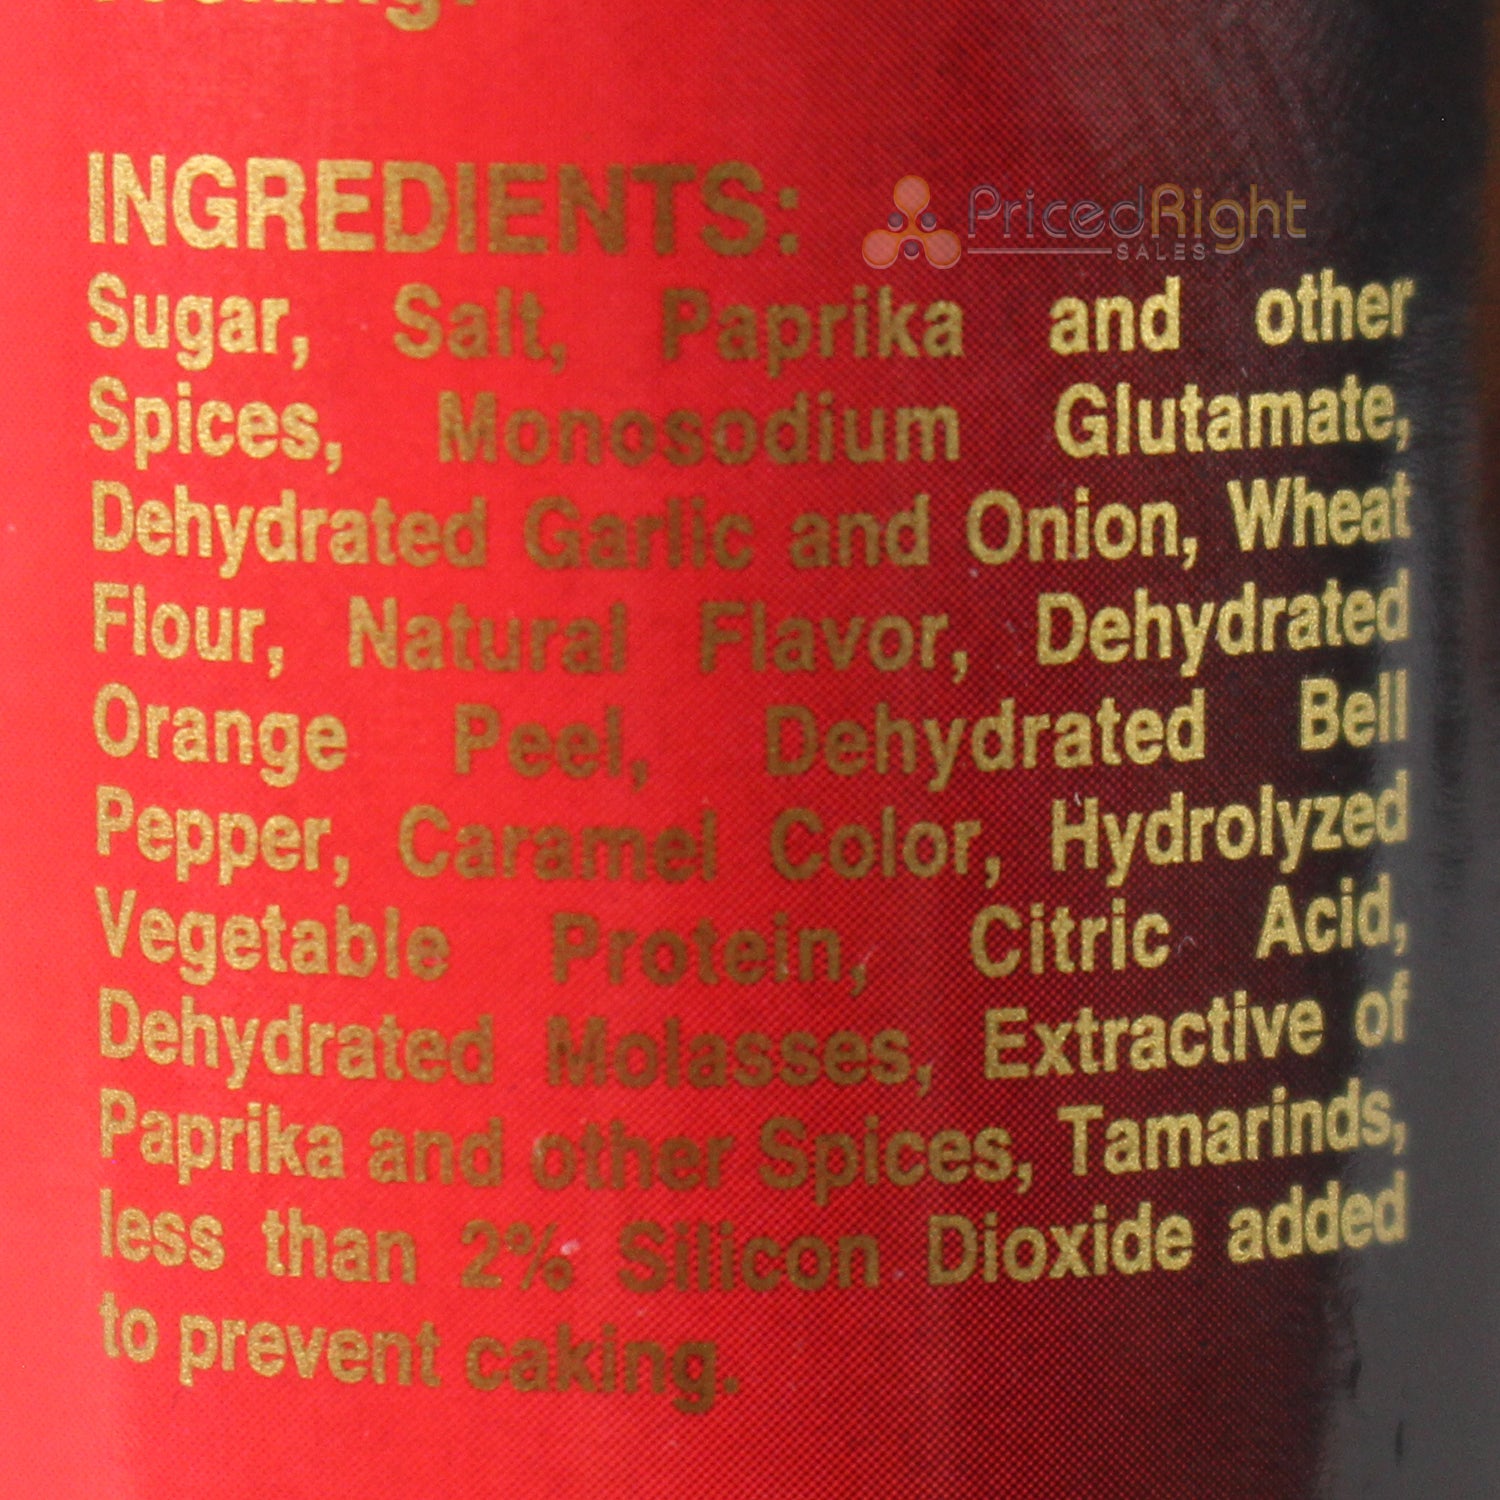 INGREDIENTS:
PricedRight
SALES
Sugar, Salt, Paprika and other
Spices, Monosodium Glutamate,
Dehydrated Garlic and Onion, Wheat
Flour, Natural Flavor, Dehydrated
Orange Peel, Dehydrated Bell
Pepper, Caramel Color, Hydrolyzed
Vegetable Protein, Citric Acid,
Dehydrated Molasses, Extractive of
Paprika and other Spices, Tamarinds,
less than 2% Silicon Dioxide added
to prevent caking.